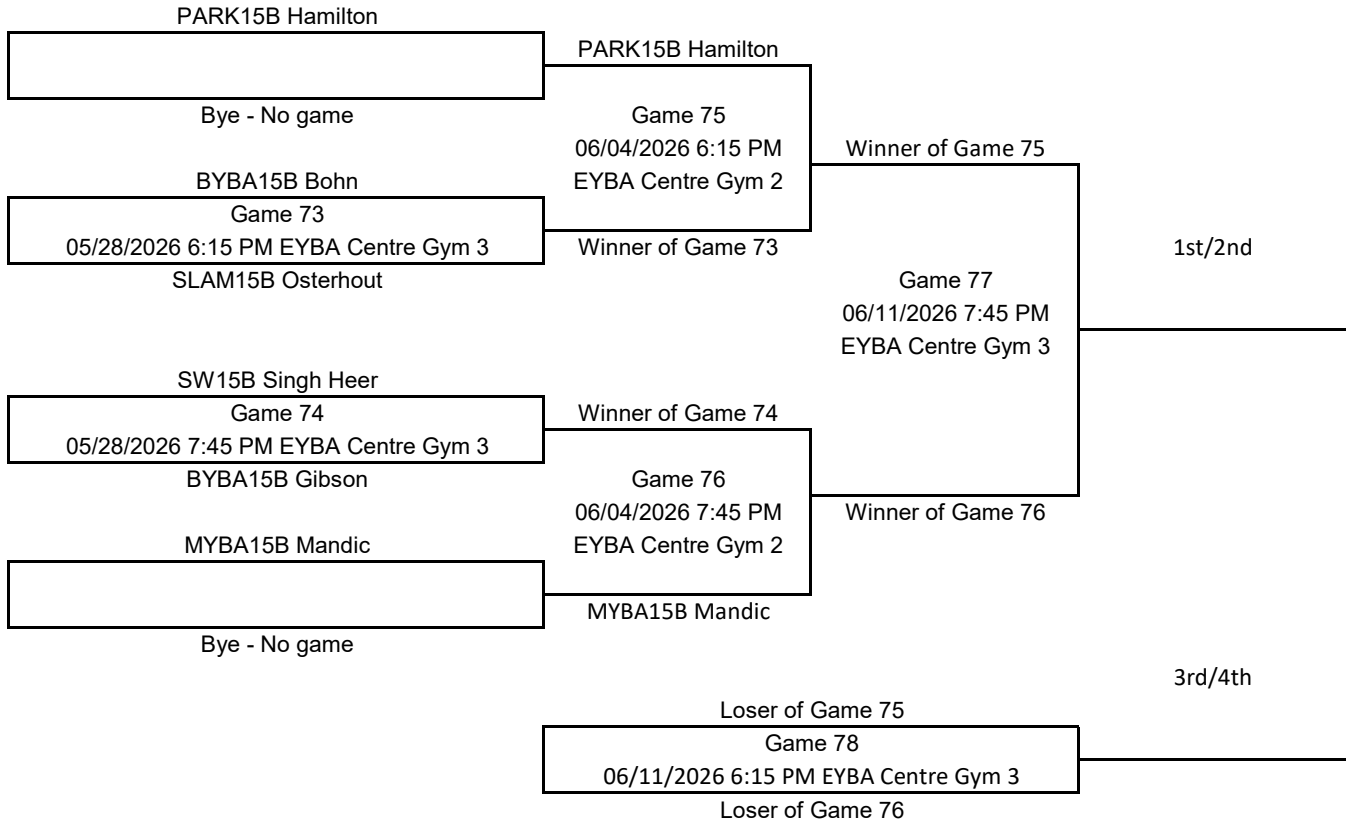 PARK15B Hamilton
Bye - No game
BYBA15B Bohn
Game 73
05/28/2026 6:15 PM EYBA Centre Gym 3
SLAM15B Osterhout
SW15B Singh Heer
Game 74
05/28/2026 7:45 PM EYBA Centre Gym 3
BYBA15B Gibson
MYBA15B Mandic
Bye - No game
PARK15B Hamilton
Game 75
06/04/2026 6:15 PM
EYBA Centre Gym 2
Winner of Game 73
Winner of Game 74
Game 76
06/04/2026 7:45 PM
EYBA Centre Gym 2
MYBA15B Mandic
Winner of Game 75
Game 77
06/11/2026 7:45 PM
EYBA Centre Gym 3
Winner of Game 76
1st/2nd
Loser of Game 75
Game 78
06/11/2026 6:15 PM EYBA Centre Gym 3
Loser of Game 76
3rd/4th